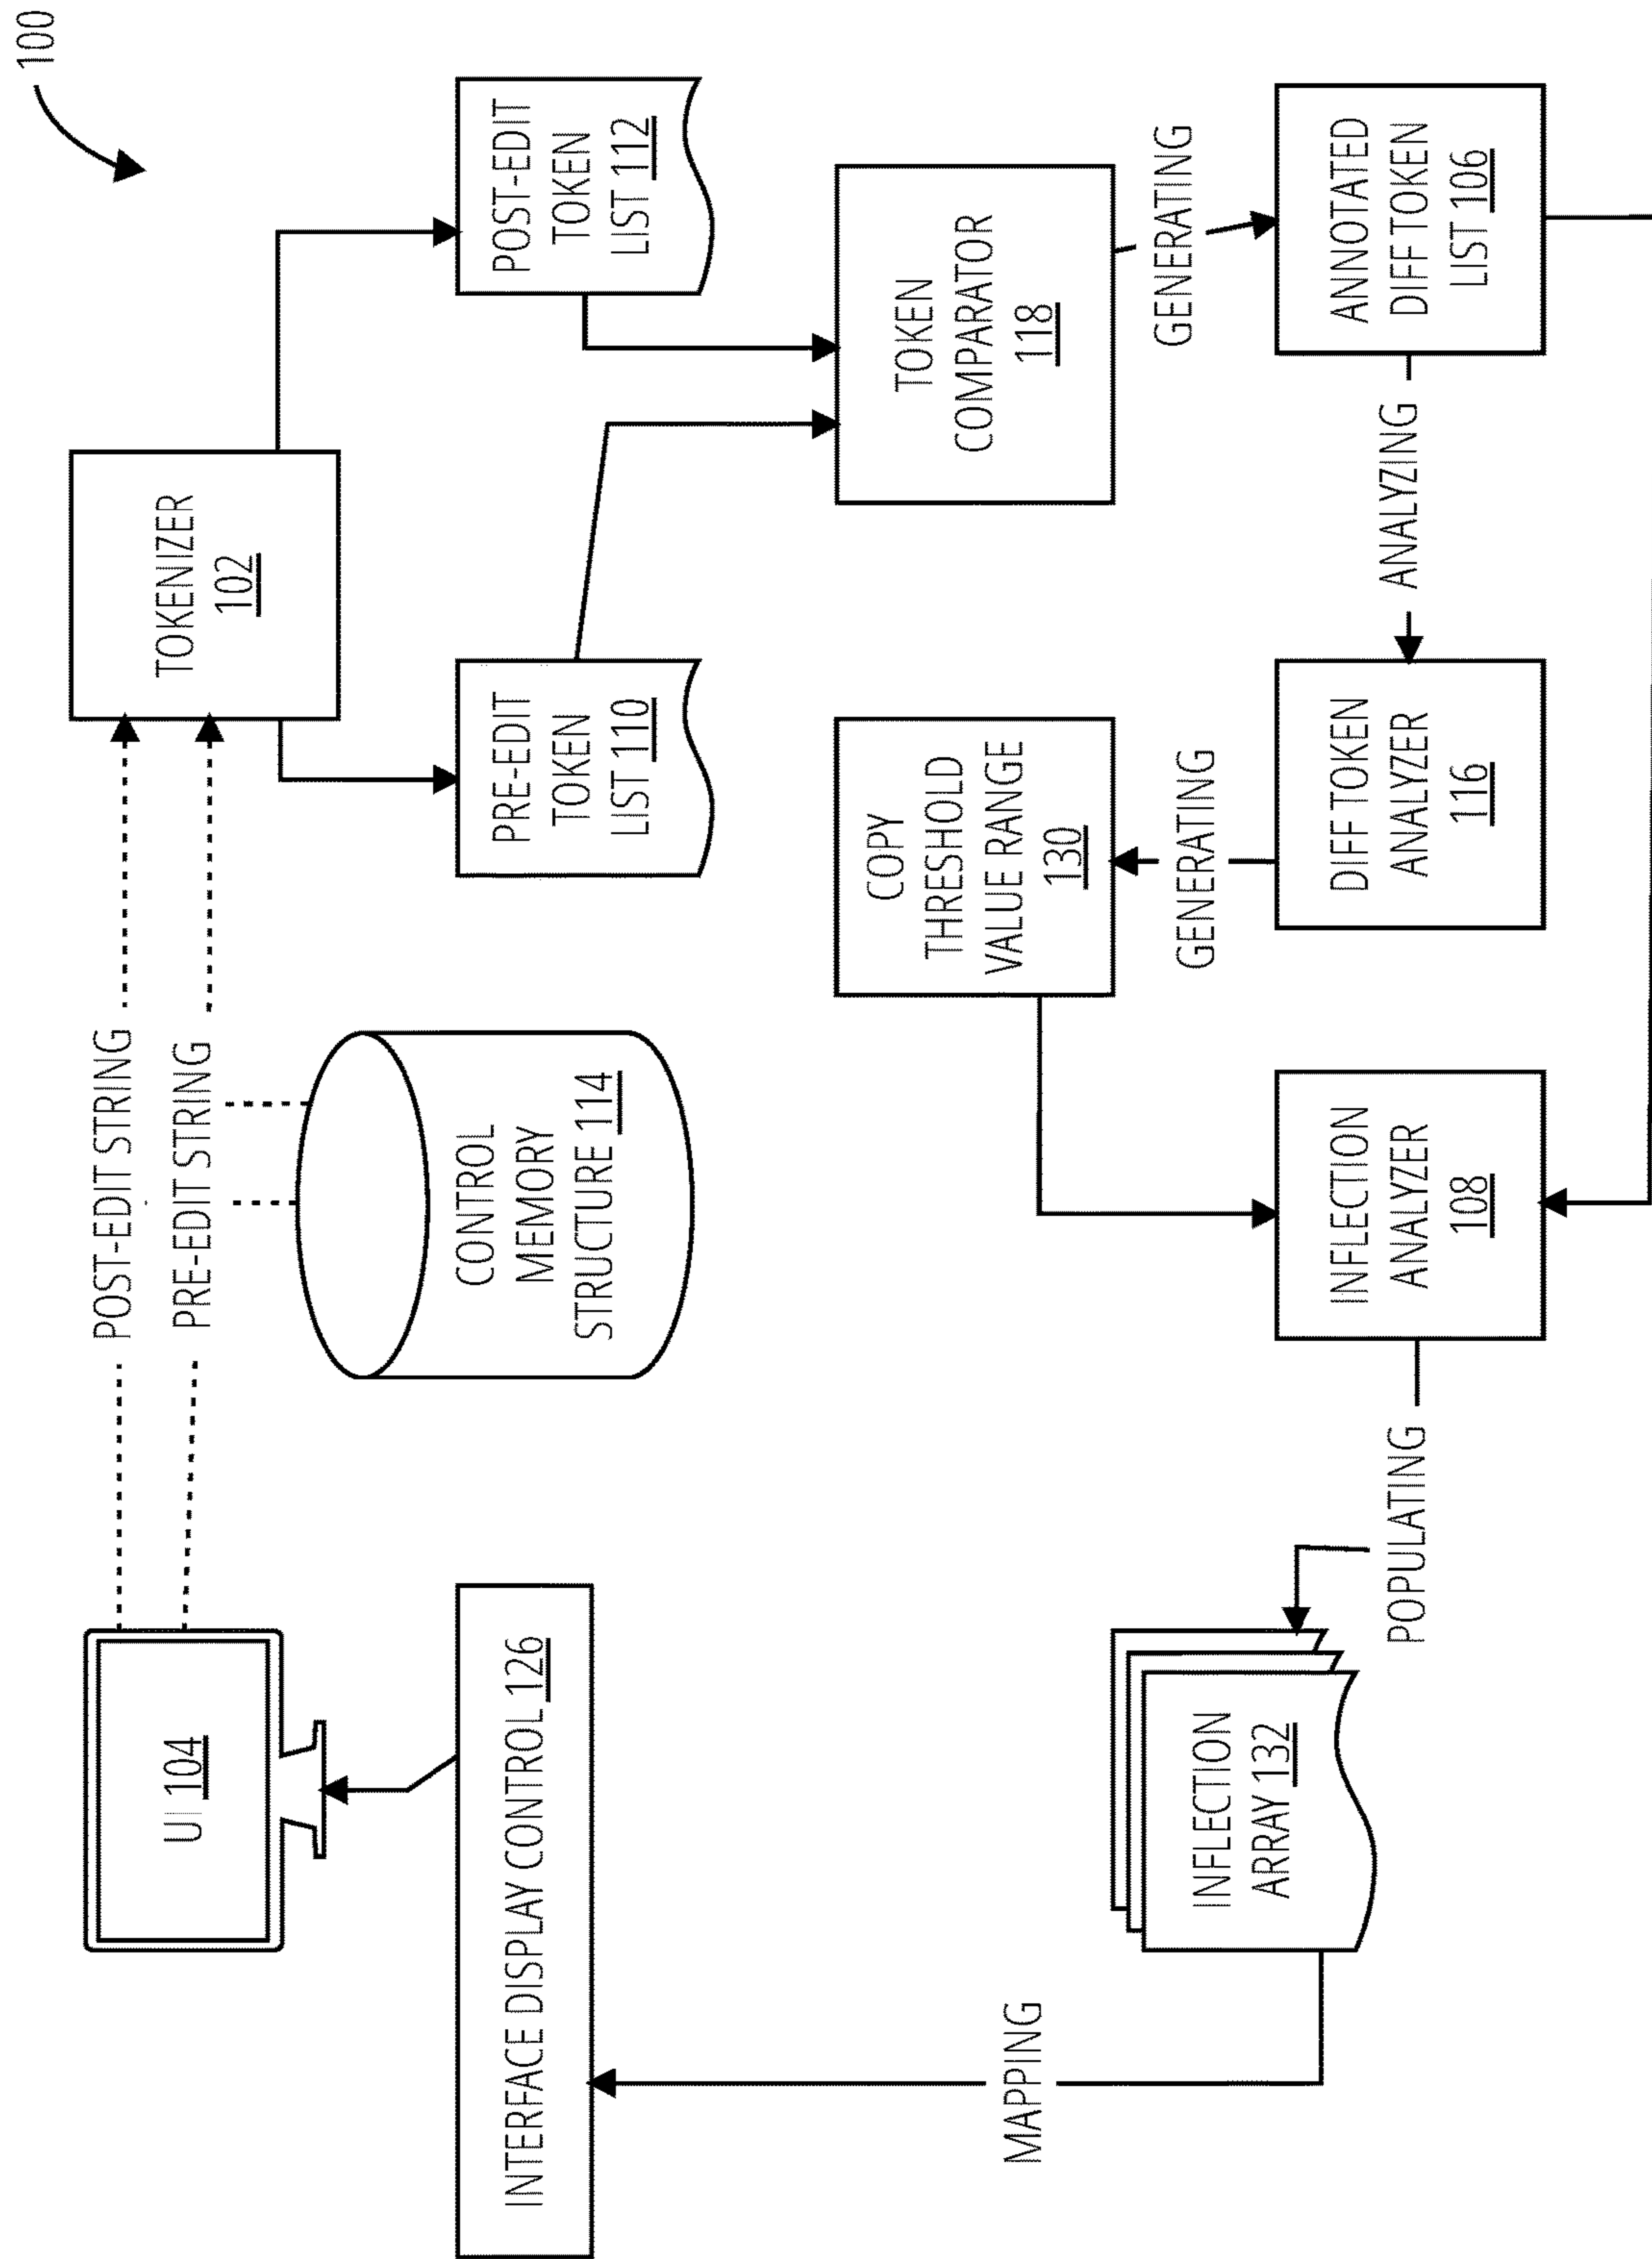 100
UI 104
POST-EDIT STRING
PRE-EDIT STRING
TOKENIZER
102
CONTROL
MEMORY
STRUCTURE 114
INTERFACE DISPLAY CONTROL 126
PRE-EDIT
TOKEN
LIST 110
POST-EDIT
TOKEN
LIST 112
COPY
THRESHOLD
VALUE RANGE
130
TOKEN
COMPARATOR
118
MAPPING
GENERATING
GENERATING
INFLECTION
ARRAY 132
POPULATING
INFLECTION
ANALYZER
108
DIFF TOKEN
ANALYZER
116
ANALYZING
ANNOTATED
DIFF TOKEN
LIST 106